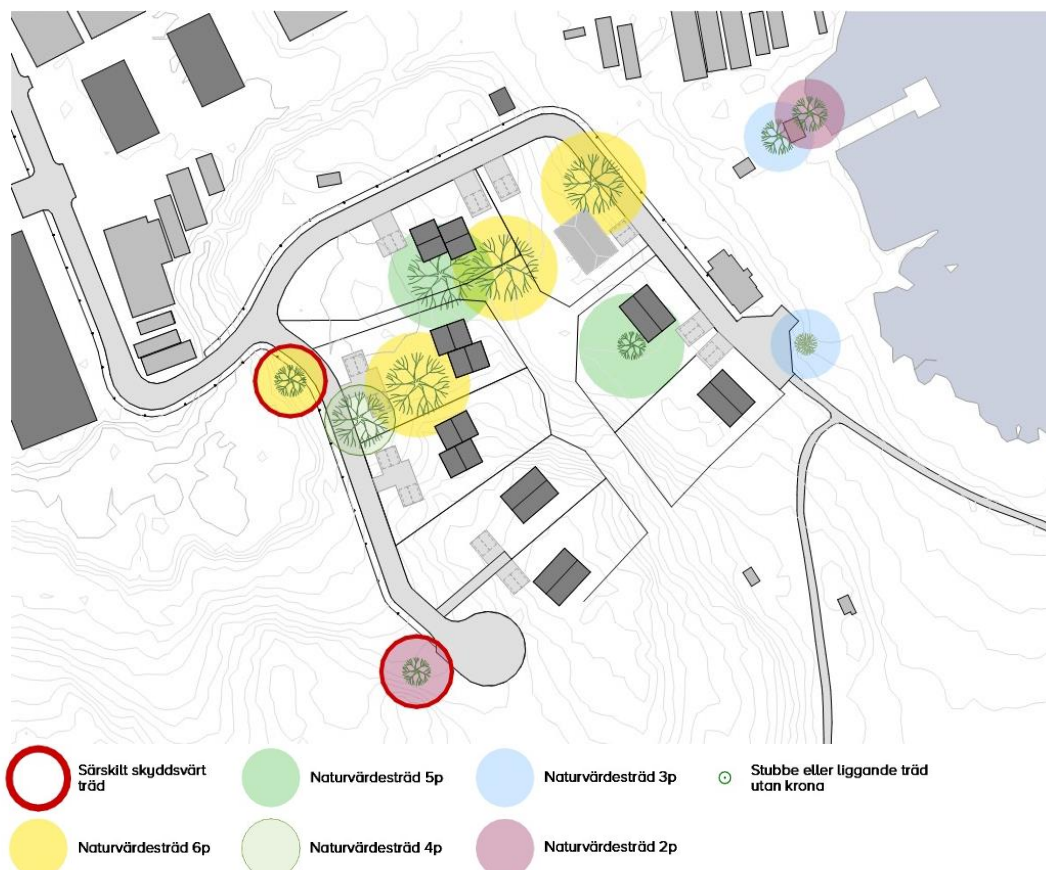 Särskilt skyddsvärt
träd
Naturvärdesträd 5p
Naturvärdesträd 3p
Stubbe eller liggande träd
utan krona
Naturvärdesträd 6p
Naturvärdesträd 4p
Naturvärdesträd 2p